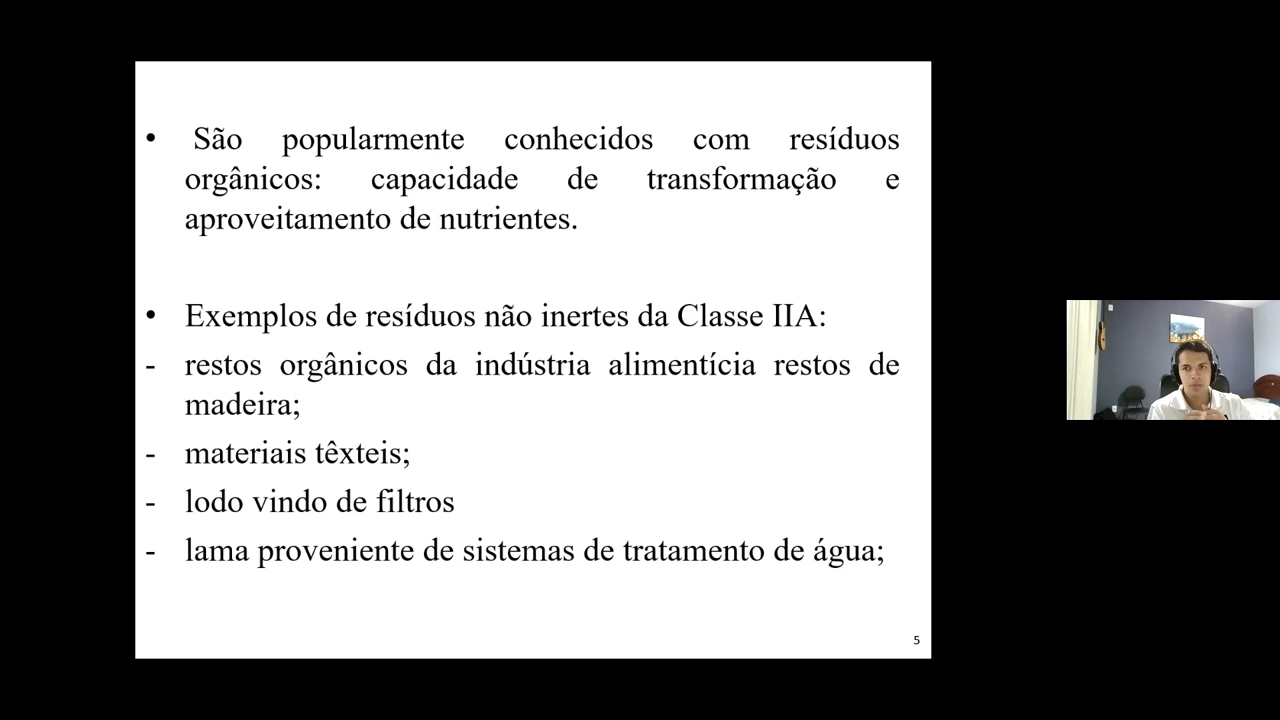 • São popularmente conhecidos com resíduos
orgânicos: capacidade de transformação e
aproveitamento de nutrientes.
• Exemplos de resíduos não inertes da Classe IIA:
- restos orgânicos da indústria alimentícia restos de
madeira;
- materiais têxteis;
- lodo vindo de filtros
- lama proveniente de sistemas de tratamento de água;
5